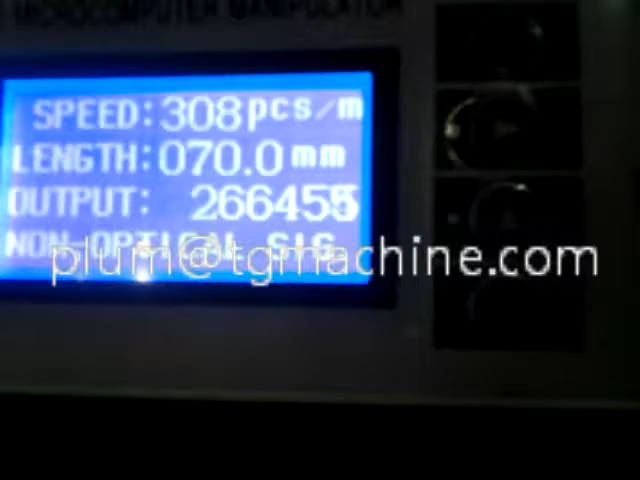 MICROCOMPUTER MANIPULATOR
SPEED:308pcs/m
LENGTH:070.0mm
OUTPUT: 266455
NON-OPTICAL SIG
plum@tgmachine.com